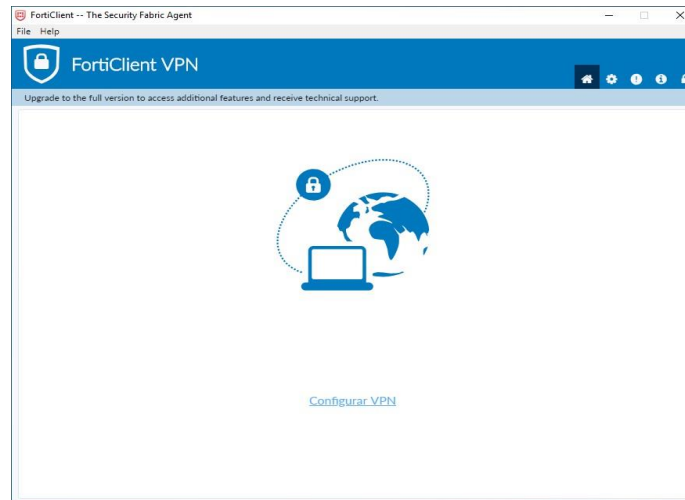 FortiClient -- The Security Fabric Agent
File Help
FortiClient VPN
Upgrade to the full version to access additional features and receive technical support.
Configurar VPN